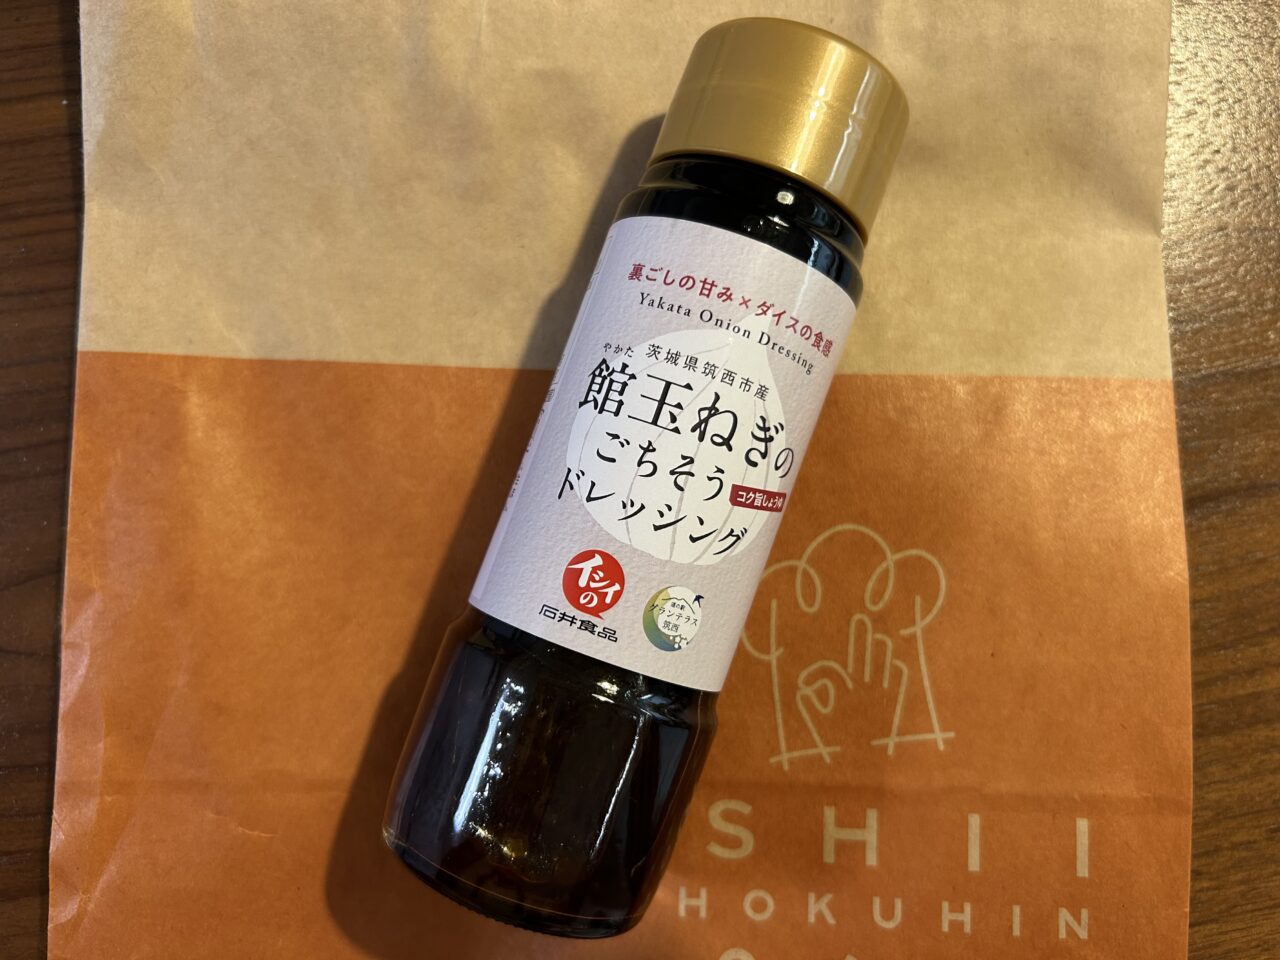 裏ごしの甘み×ダイスの食感
Yakata Onion Dressing
茨城県筑西市産
やかた
館玉ねぎの
ごちそう
コク旨しょうゆ
ドレッシング
イシイの
石井食品
道の駅
グランテラス
筑西
SHII
HOKUHIN